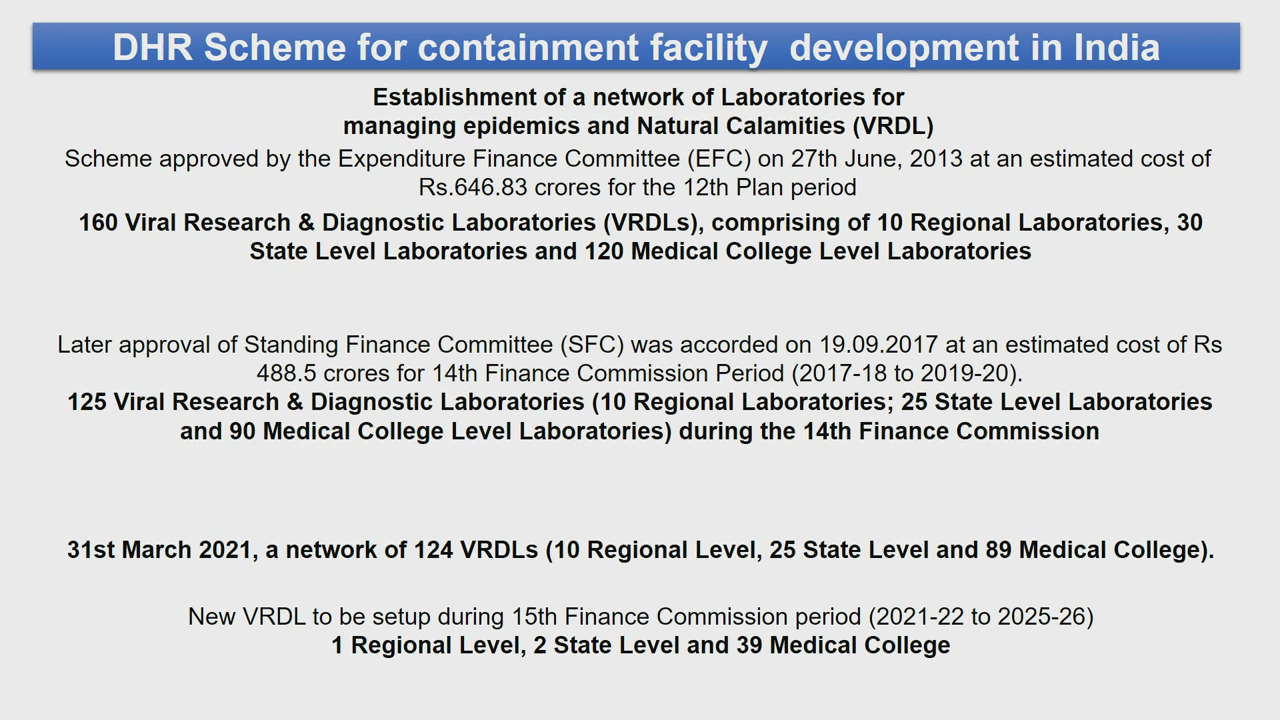 DHR Scheme for containment facility  development in India
Establishment of a network of Laboratories for
managing epidemics and Natural Calamities (VRDL)
Scheme approved by the Expenditure Finance Committee (EFC) on 27th June, 2013 at an estimated cost of
Rs.646.83 crores for the 12th Plan period
160 Viral Research & Diagnostic Laboratories (VRDLs), comprising of 10 Regional Laboratories, 30
State Level Laboratories and 120 Medical College Level Laboratories
Later approval of Standing Finance Committee (SFC) was accorded on 19.09.2017 at an estimated cost of Rs
488.5 crores for 14th Finance Commission Period (2017-18 to 2019-20).
125 Viral Research & Diagnostic Laboratories (10 Regional Laboratories; 25 State Level Laboratories
and 90 Medical College Level Laboratories) during the 14th Finance Commission
31st March 2021, a network of 124 VRDLs (10 Regional Level, 25 State Level and 89 Medical College).
New VRDL to be setup during 15th Finance Commission period (2021-22 to 2025-26)
1 Regional Level, 2 State Level and 39 Medical College